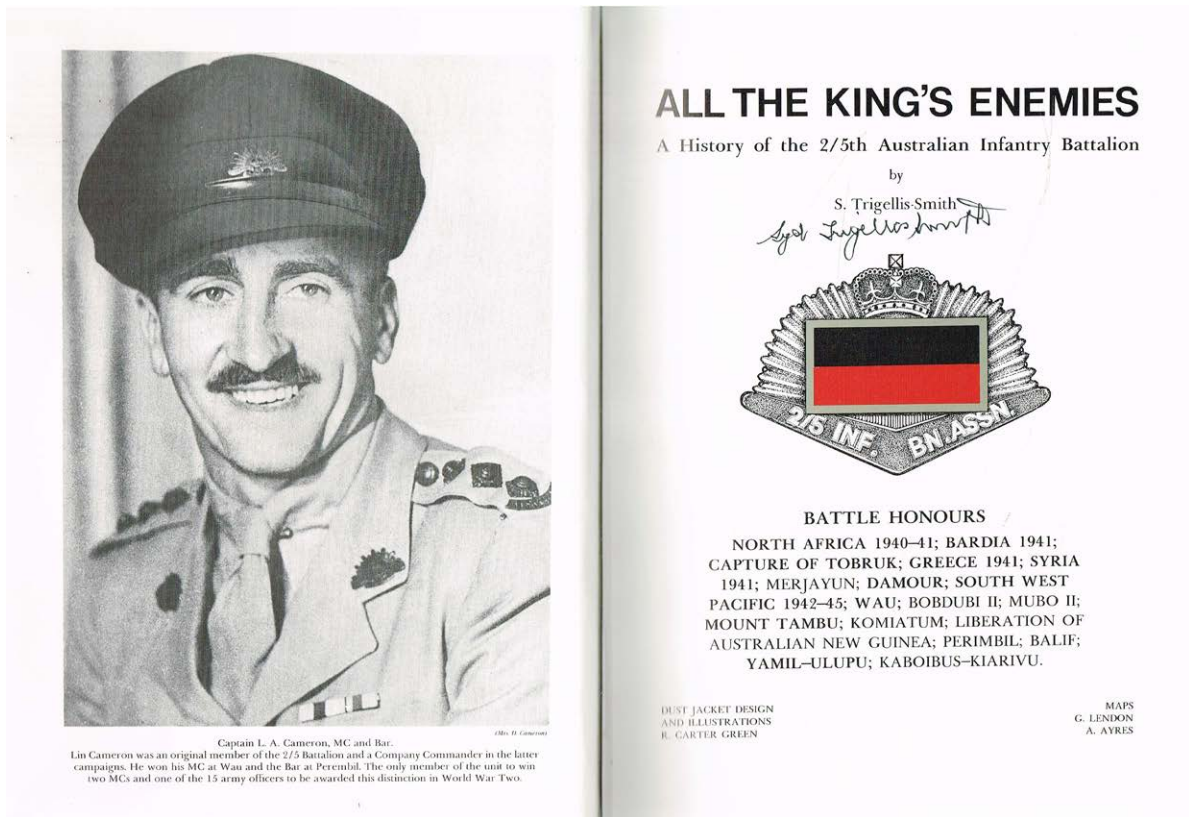 (Mrs. D. Cameron)
Captain L. A. Cameron, MC and Bar.
Lin Cameron was an original member of the 2/5 Battalion and a Company Commander in the latter
campaigns. He won his MC at Wau and the Bar at Perembil. The only member of the unit to win
two MCs and one of the 15 army officers to be awarded this distinction in World War Two.
ALL THE KING'S ENEMIES
A History of the 2/5th Australian Infantry Battalion
by
S. Trigellis-Smith
Syd Trigellis-Smith
2/5 INF. BN. ASSN.
BATTLE HONOURS
NORTH AFRICA 1940–41; BARDIA 1941;
CAPTURE OF TOBRUK; GREECE 1941; SYRIA
1941; MERJAYUN; DAMOUR; SOUTH WEST
PACIFIC 1942–45; WAU; BOBDUBI II; MUBO II;
MOUNT TAMBU; KOMIATUM; LIBERATION OF
AUSTRALIAN NEW GUINEA; PERIMBIL; BALIF;
YAMIL–ULUPU; KABOIBUS–KIARIVU.
DUST JACKET DESIGN
AND ILLUSTRATIONS
R. CARTER GREEN
MAPS
G. LENDON
A. AYRES